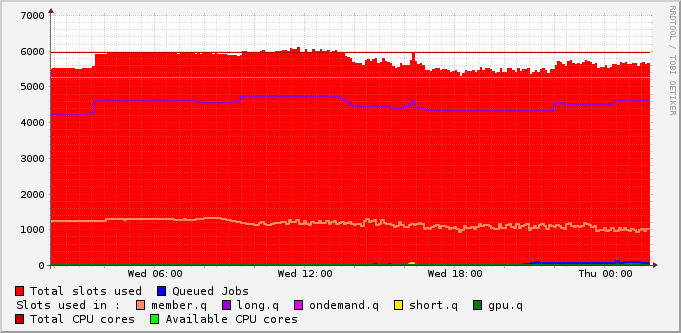 7000
6000
5000
4000
3000
2000
1000
0
Wed 06:00 Wed 12:00 Wed 18:00 Thu 00:00
RRDTOOL / TOBI OETIKER
Total slots used Queued Jobs
Slots used in : member.q long.q ondemand.q short.q gpu.q
Total CPU cores Available CPU cores